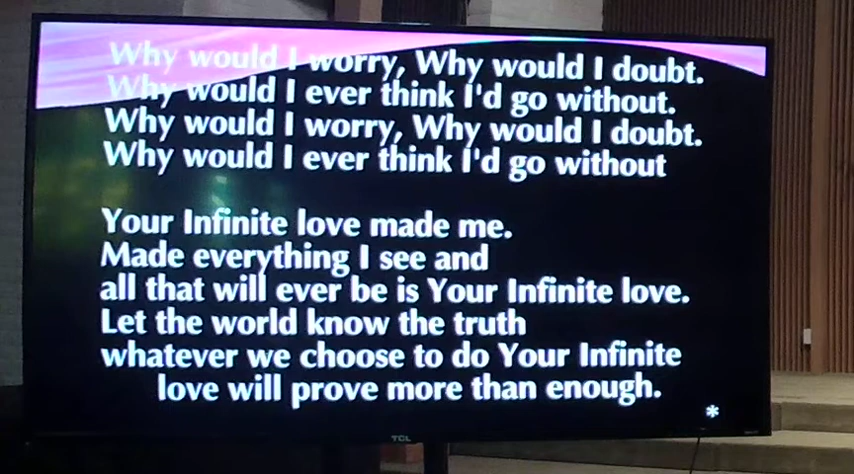 Why would I worry, Why would I doubt.
Why would I ever think I'd go without.
Why would I worry, Why would I doubt.
Why would I ever think I'd go without
Your Infinite love made me.
Made everything I see and
all that will ever be is Your Infinite love.
Let the world know the truth
whatever we choose to do Your Infinite
love will prove more than enough.
*
TCL